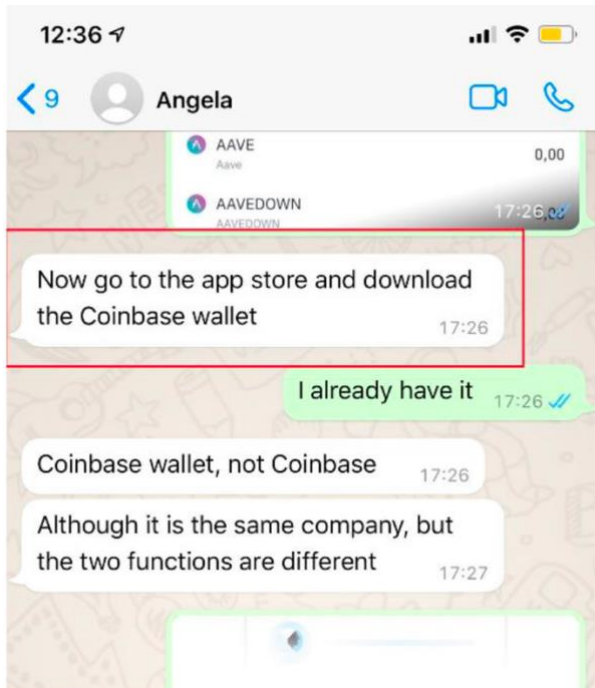 12:36
9 Angela
AAVE
Aave
0,00
AAVEDOWN
AAVEDOWN
17:26
Now go to the app store and download
the Coinbase wallet
17:26
I already have it
17:26
Coinbase wallet, not Coinbase
17:26
Although it is the same company, but
the two functions are different
17:27